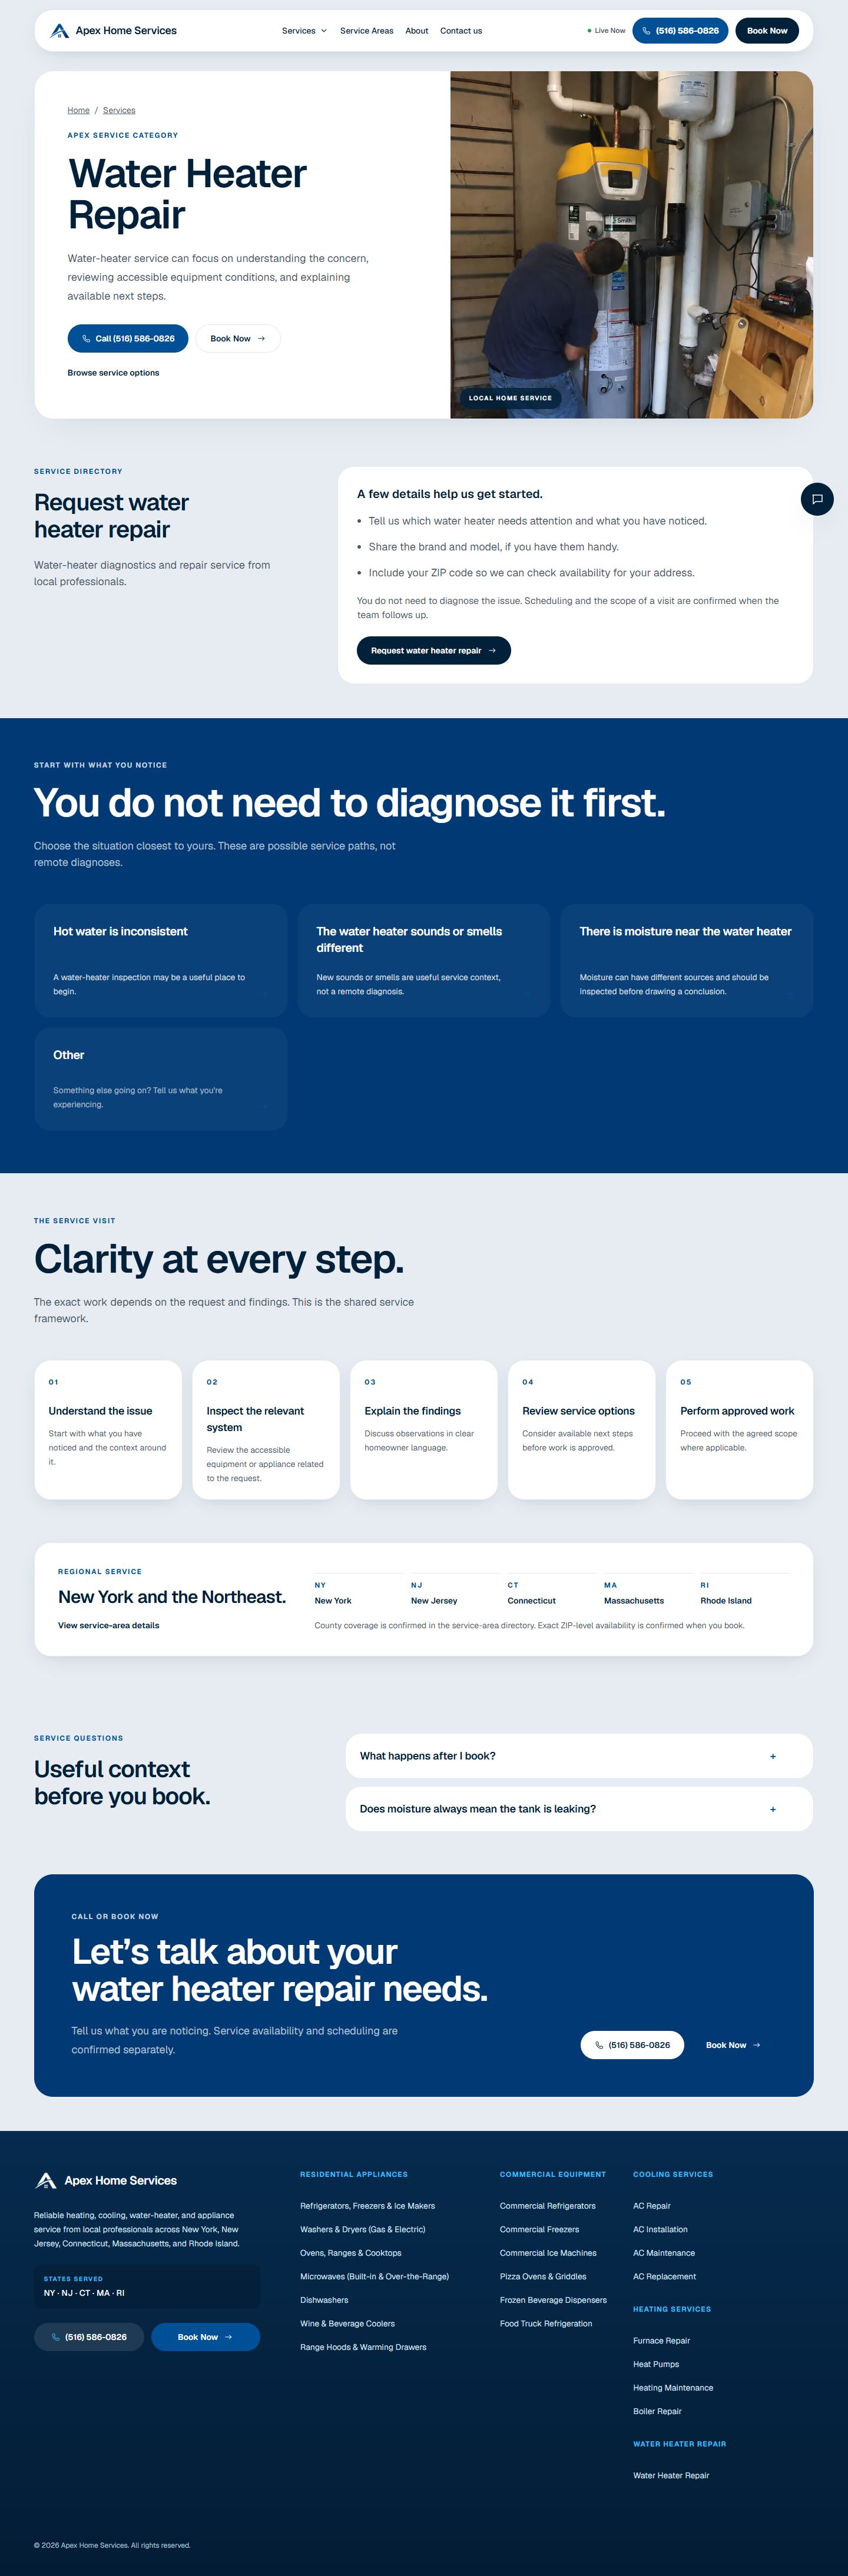 Apex Home Services
Services
Service Areas
About
Contact us
Live Now
(516) 586-0826
Book Now
Home / Services
APEX SERVICE CATEGORY
Water Heater
Repair
Water-heater service can focus on understanding the concern,
reviewing accessible equipment conditions, and explaining
available next steps.
Call (516) 586-0826
Book Now
Browse service options
LOCAL HOME SERVICE
SERVICE DIRECTORY
Request water
heater repair
Water-heater diagnostics and repair service from
local professionals.
A few details help us get started.
• Tell us which water heater needs attention and what you have noticed.
• Share the brand and model, if you have them handy.
• Include your ZIP code so we can check availability for your address.
You do not need to diagnose the issue. Scheduling and the scope of a visit are confirmed when the
team follows up.
Request water heater repair
START WITH WHAT YOU NOTICE
You do not need to diagnose it first.
Choose the situation closest to yours. These are possible service paths, not
remote diagnoses.
Hot water is inconsistent
A water-heater inspection may be a useful place to
begin.
The water heater sounds or smells
different
New sounds or smells are useful service context,
not a remote diagnosis.
There is moisture near the water heater
Moisture can have different sources and should be
inspected before drawing a conclusion.
Other
Something else going on? Tell us what you're
experiencing.
THE SERVICE VISIT
Clarity at every step.
The exact work depends on the request and findings. This is the shared service
framework.
01
Understand the issue
Start with what you have
noticed and the context around
it.
02
Inspect the relevant
system
Review the accessible
equipment or appliance related
to the request.
03
Explain the findings
Discuss observations in clear
homeowner language.
04
Review service options
Consider available next steps
before work is approved.
05
Perform approved work
Proceed with the agreed scope
where applicable.
REGIONAL SERVICE
New York and the Northeast.
View service-area details
NY
New York
NJ
New Jersey
CT
Connecticut
MA
Massachusetts
RI
Rhode Island
County coverage is confirmed in the service-area directory. Exact ZIP-level availability is confirmed when you book.
SERVICE QUESTIONS
Useful context
before you book.
What happens after I book?
+
Does moisture always mean the tank is leaking?
+
CALL OR BOOK NOW
Let’s talk about your
water heater repair needs.
Tell us what you are noticing. Service availability and scheduling are
confirmed separately.
(516) 586-0826
Book Now
Apex Home Services
Reliable heating, cooling, water-heater, and appliance
service from local professionals across New York, New
Jersey, Connecticut, Massachusetts, and Rhode Island.
STATES SERVED
NY · NJ · CT · MA · RI
(516) 586-0826
Book Now
RESIDENTIAL APPLIANCES
Refrigerators, Freezers & Ice Makers
Washers & Dryers (Gas & Electric)
Ovens, Ranges & Cooktops
Microwaves (Built-in & Over-the-Range)
Dishwashers
Wine & Beverage Coolers
Range Hoods & Warming Drawers
COMMERCIAL EQUIPMENT
Commercial Refrigerators
Commercial Freezers
Commercial Ice Machines
Pizza Ovens & Griddles
Frozen Beverage Dispensers
Food Truck Refrigeration
COOLING SERVICES
AC Repair
AC Installation
AC Maintenance
AC Replacement
HEATING SERVICES
Furnace Repair
Heat Pumps
Heating Maintenance
Boiler Repair
WATER HEATER REPAIR
Water Heater Repair
© 2026 Apex Home Services. All rights reserved.